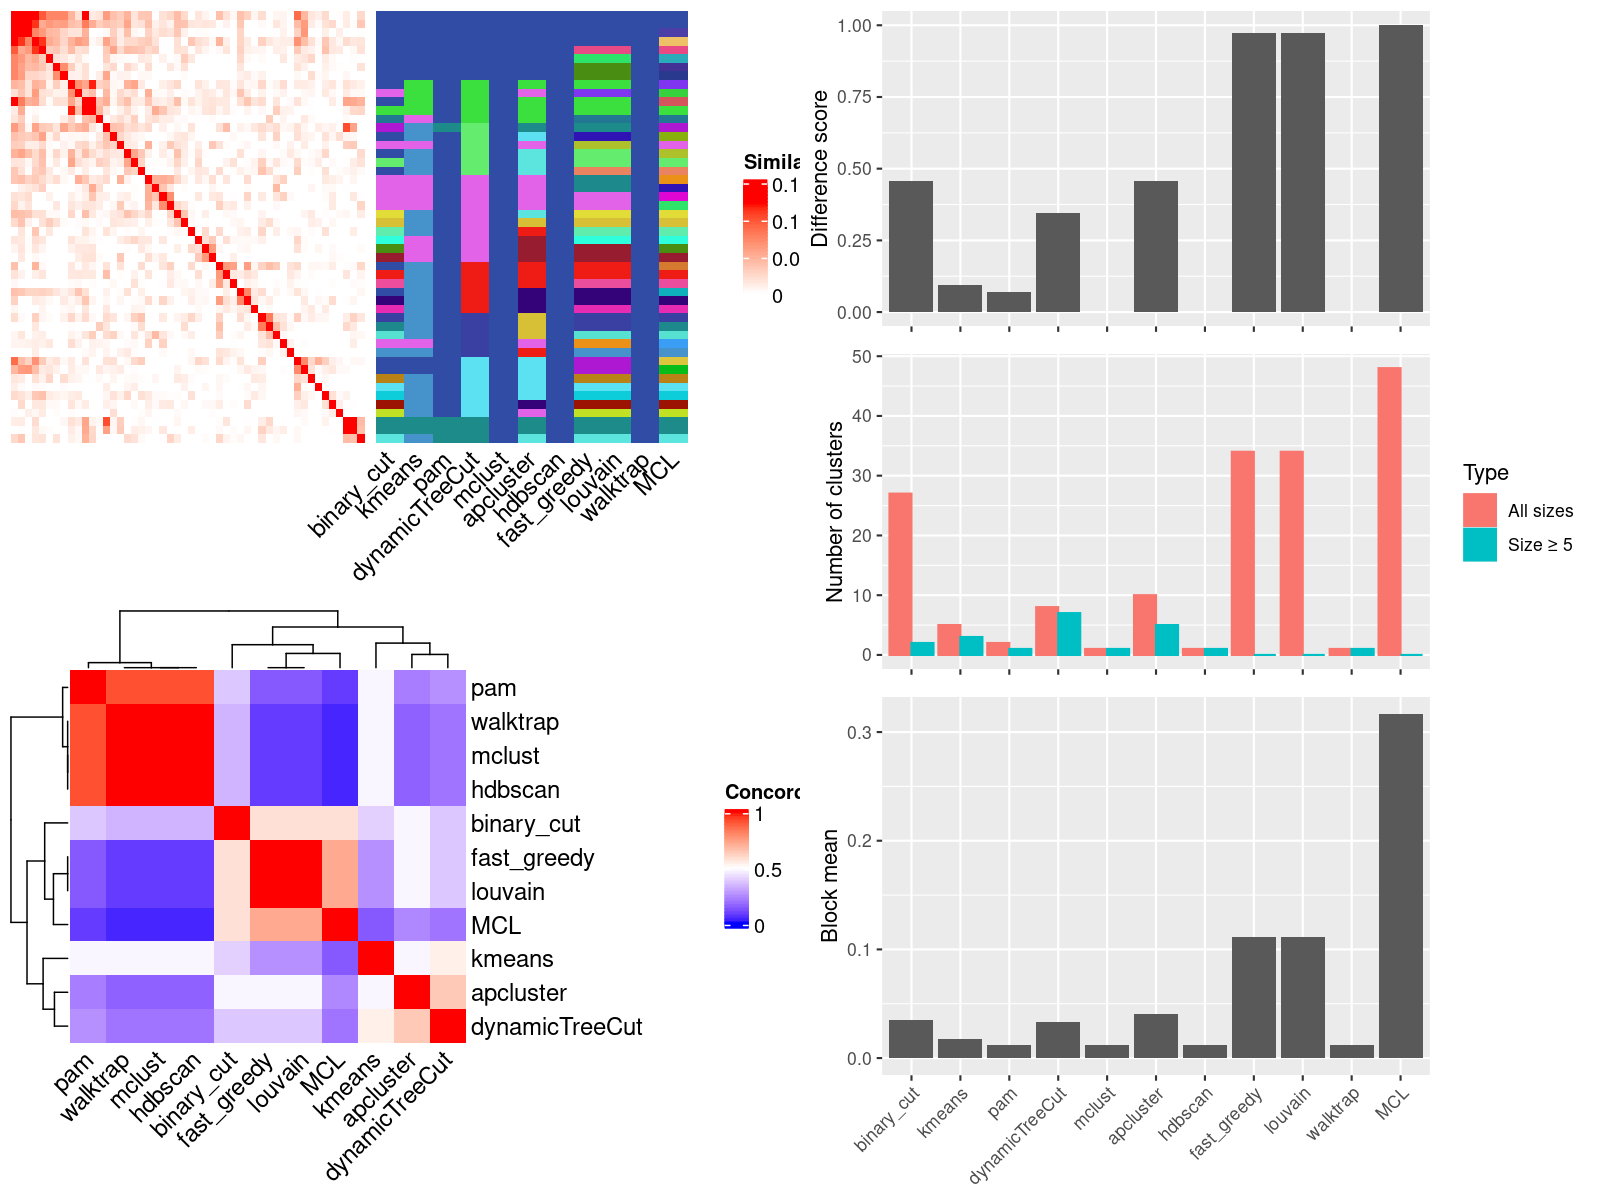 Simila
0.1
0.1
0.0
0
binary_cut
kmeans
pam
dynamicTreeCut
mclust
apcluster
hdbscan
fast_greedy
louvain
walktrap
MCL
Difference score
1.00
0.75
0.50
0.25
0.00
Number of clusters
50
40
30
20
10
0
Type
All sizes
Size ≥ 5
pam
walktrap
mclust
hdbscan
binary_cut
fast_greedy
louvain
MCL
kmeans
apcluster
dynamicTreeCut
pam
walktrap
mclust
hdbscan
binary_cut
fast_greedy
louvain
MCL
kmeans
apcluster
dynamicTreeCut
Concord
1
0.5
0
Block mean
0.3
0.2
0.1
0.0
binary_cut
kmeans
pam
dynamicTreeCut
mclust
apcluster
hdbscan
fast_greedy
louvain
walktrap
MCL